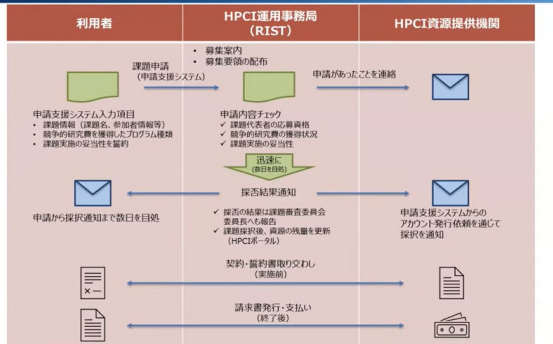 利用者
HPCI運用事務局
（RIST）
HPCI資源提供機関
• 募集案内
• 募集要領の配布
課題申請
（申請支援システム）
申請があったことを連絡
申請支援システム入力項目
• 課題情報（課題名、参加者情報等）
• 競争的研究費を獲得したプログラム種類
• 課題実施の妥当性を誓約
申請内容チェック
✓ 課題代表者の応募資格
✓ 競争的研究費の獲得状況
✓ 課題実施の妥当性
迅速に
(数日を目処)
採否結果通知
申請から採択通知まで数日を目処
✓ 採否の結果は課題審査委員会
委員長へも報告
✓ 課題採択後、資源の残量を更新
（HPCIポータル）
申請支援システムからの
アカウント発行依頼を通じて
採択を通知
契約・誓約書取り交わし
（実施前）
請求書発行・支払い
（終了後）